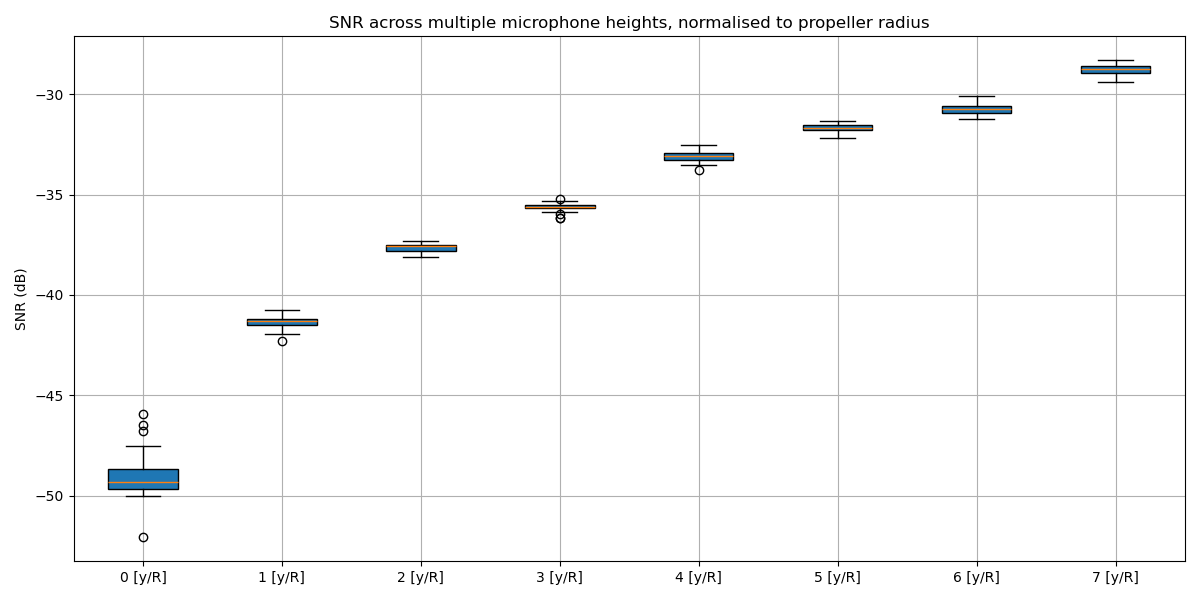 SNR across multiple microphone heights, normalised to propeller radius
SNR (dB)
−30
−35
−40
−45
−50
0 [y/R] 1 [y/R] 2 [y/R] 3 [y/R] 4 [y/R] 5 [y/R] 6 [y/R] 7 [y/R]